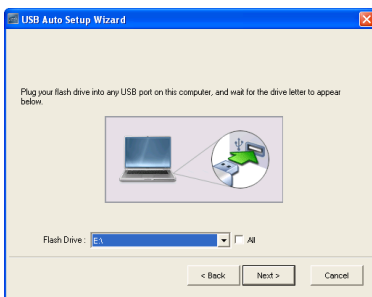 USB Auto Setup Wizard
Plug your flash drive into any USB port on this computer, and wait for the drive letter to appear
below.
Flash Drive : E:\ All
< Back Next > Cancel